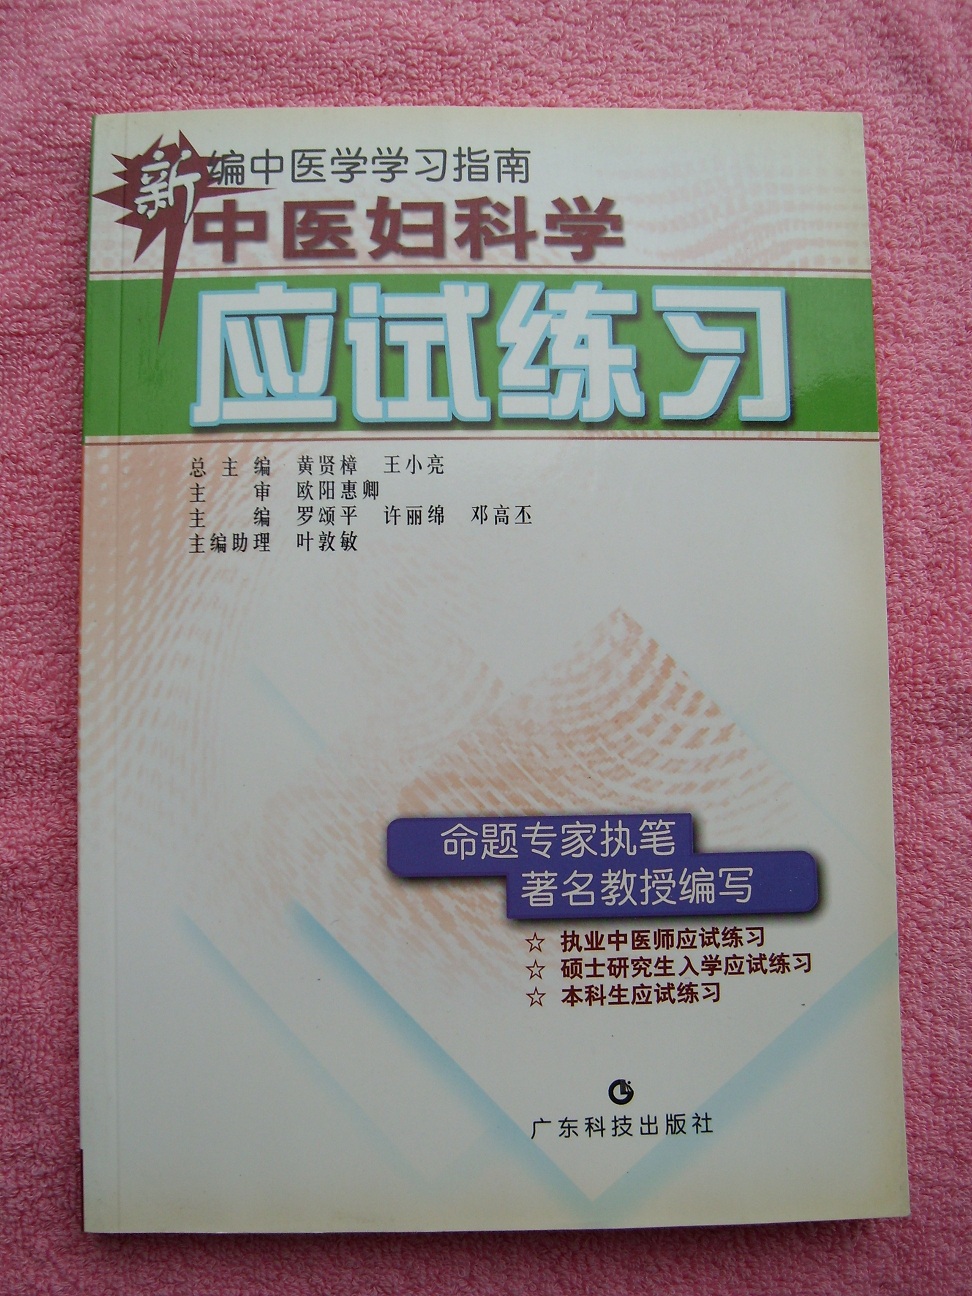 新编中医学学习指南
中医妇科学
应试练习
总主编 黄贤樟 王小亮
主审 欧阳惠卿
主编 罗颂平 许丽绵 邓高丕
主编助理 叶敦敏
命题专家执笔
著名教授编写
☆ 执业中医师应试练习
☆ 硕士研究生入学应试练习
☆ 本科生应试练习
广东科技出版社